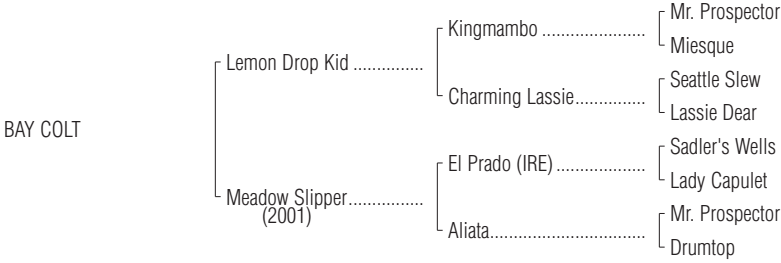 Mr. Prospector
Kingmambo ......................
Miesque
Lemon Drop Kid ...............
Seattle Slew
Charming Lassie...............
Lassie Dear
BAY COLT
Sadler's Wells
El Prado (IRE) ...................
Lady Capulet
Meadow Slipper................
(2001)
Mr. Prospector
Aliata.................................
Drumtop